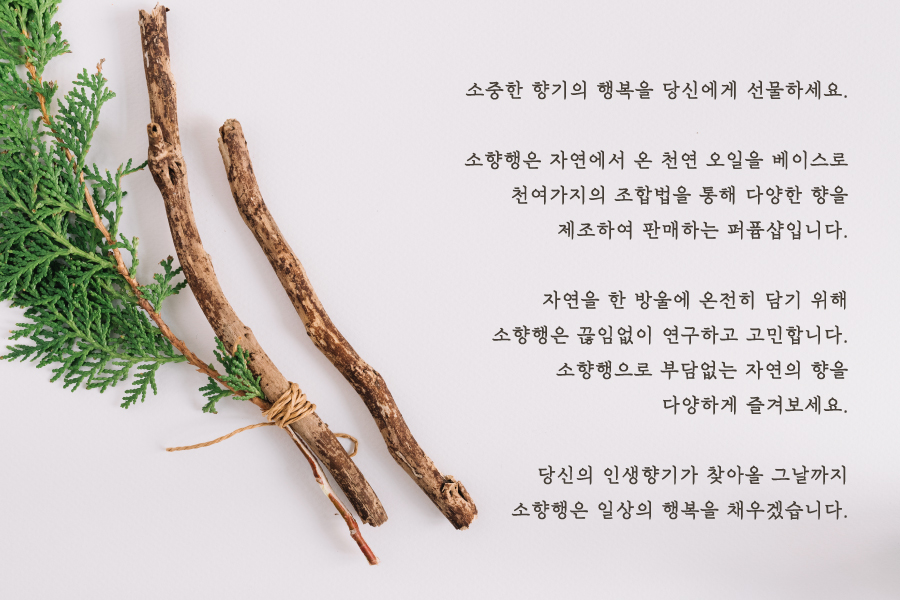 소중한 향기의 행복을 당신에게 선물하세요.
소향행은 자연에서 온 천연 오일을 베이스로
천여가지의 조합법을 통해 다양한 향을
제조하여 판매하는 퍼퓸샵입니다.
자연을 한 방울에 온전히 담기 위해
소향행은 끊임없이 연구하고 고민합니다.
소향행으로 부담없는 자연의 향을
다양하게 즐겨보세요.
당신의 인생향기가 찾아올 그날까지
소향행은 일상의 행복을 채우겠습니다.